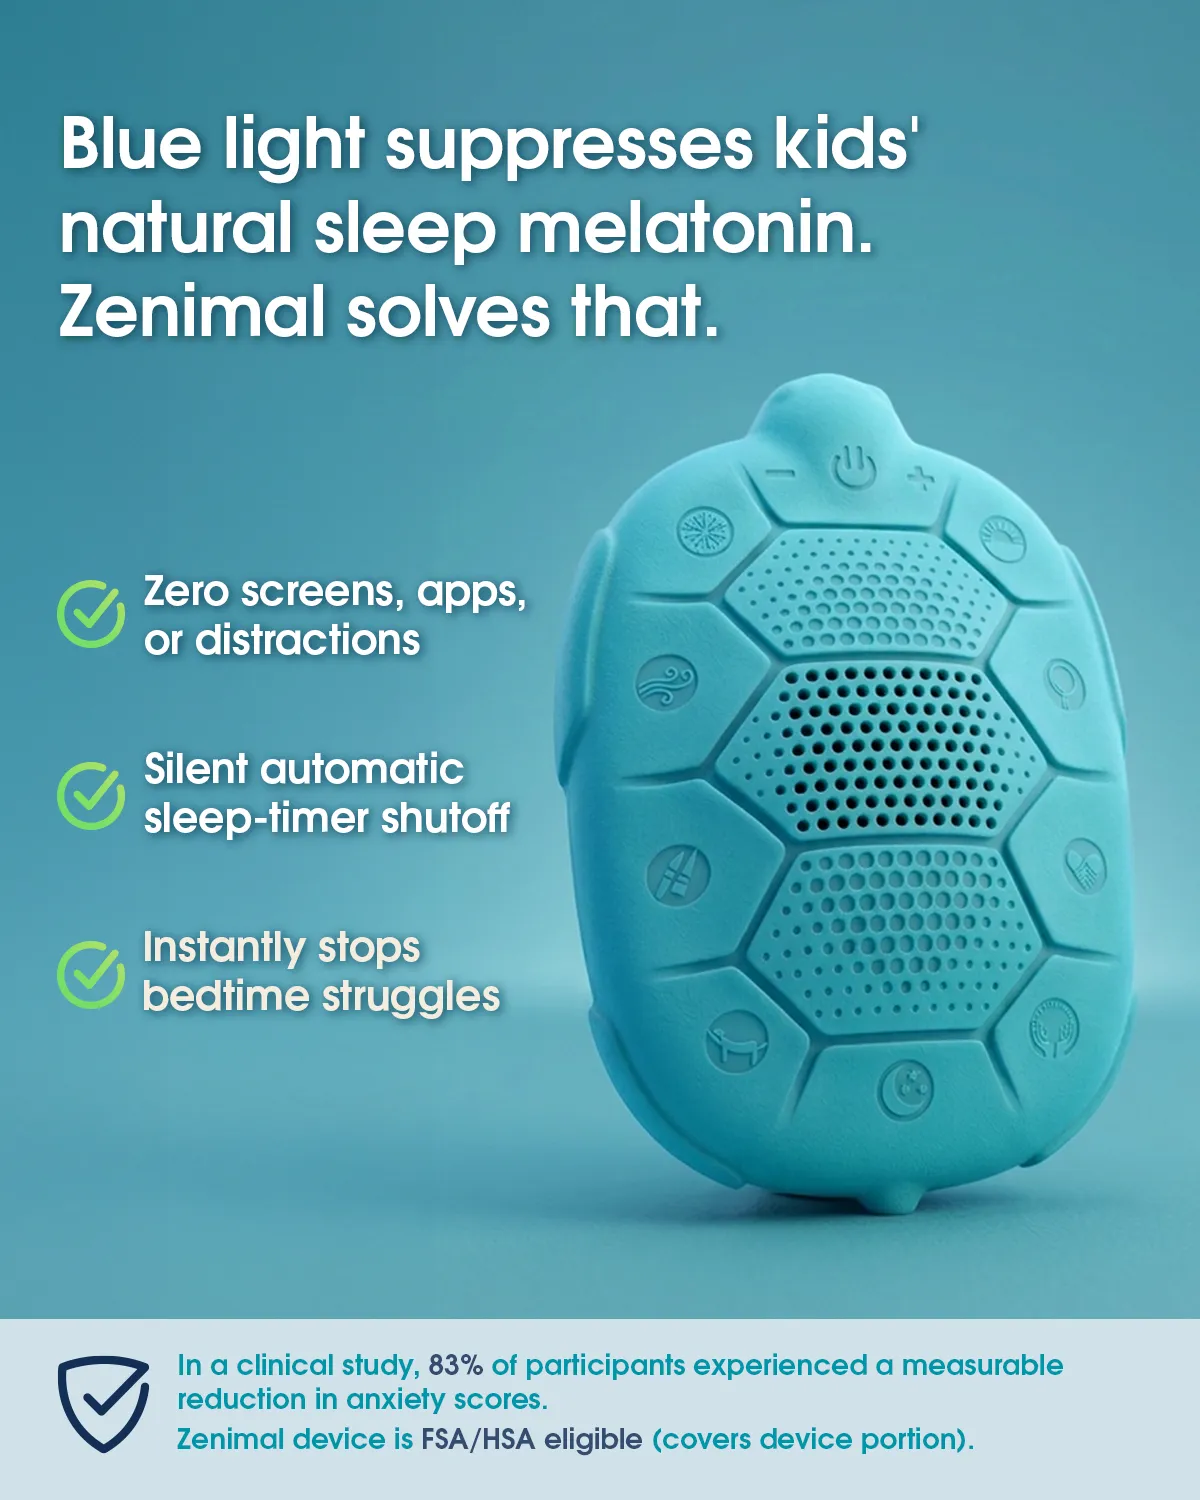 Blue light suppresses kids'
natural sleep melatonin.
Zenimal solves that.
Zero screens, apps,
or distractions
Silent automatic
sleep-timer shutoff
Instantly stops
bedtime struggles
In a clinical study, 83% of participants experienced a measurable
reduction in anxiety scores.
Zenimal device is FSA/HSA eligible (covers device portion).